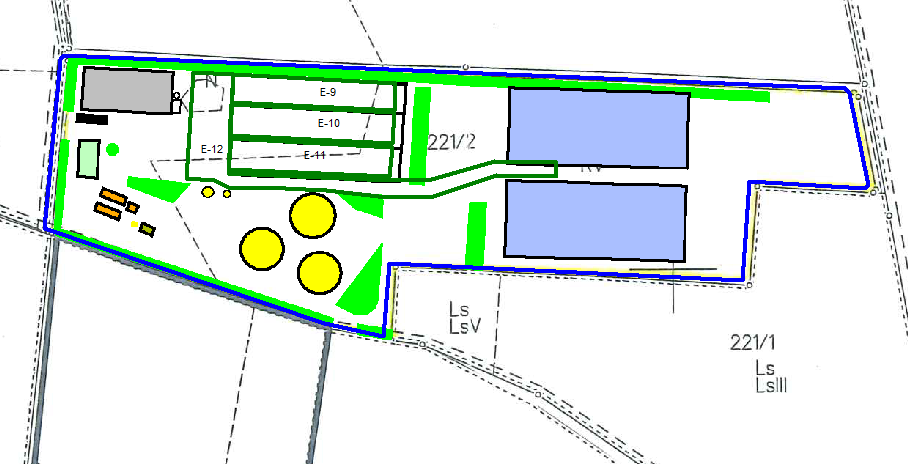 E-9
E-10
221/2
E-12
E-11
Ls
LsV
221/1
Ls
LsIII